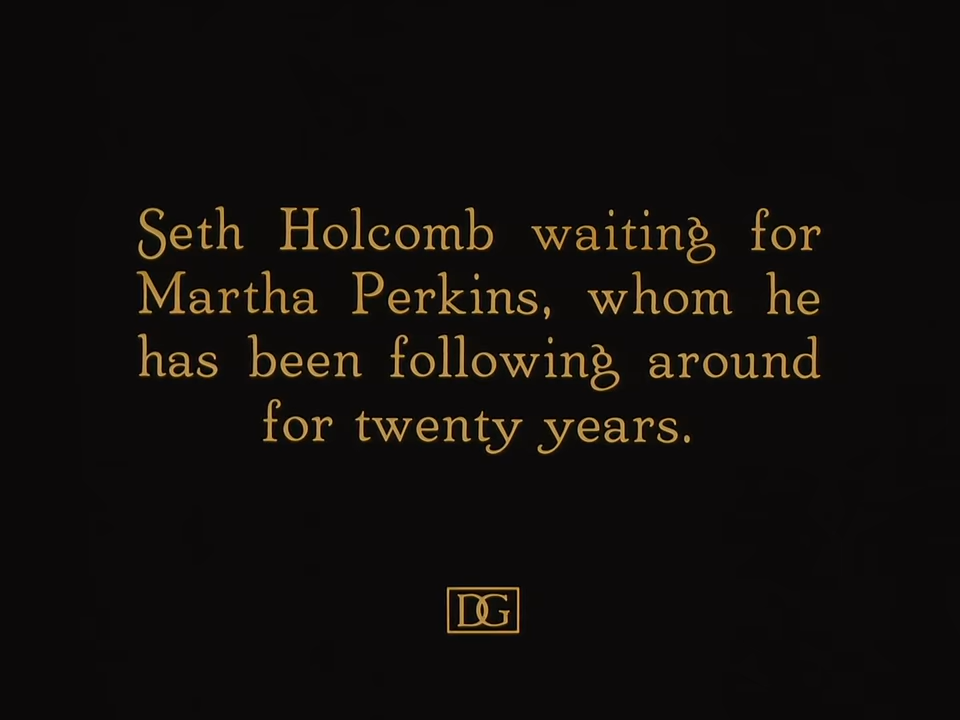 Seth Holcomb waiting for
Martha Perkins, whom he
has been following around
for twenty years.
DG